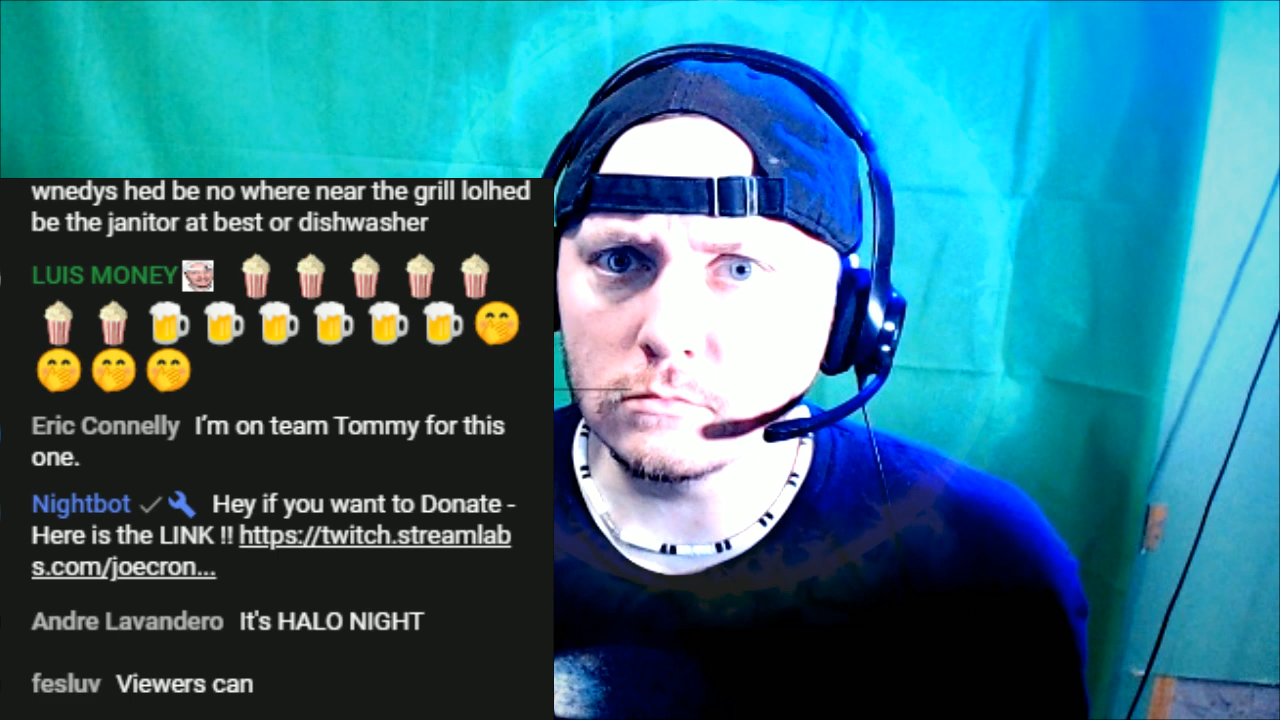 wnedys hed be no where near the grill lolhed
be the janitor at best or dishwasher
LUIS MONEY
Eric Connelly I'm on team Tommy for this
one.
Nightbot Hey if you want to Donate -
Here is the LINK !! https://twitch.streamlab
s.com/joecron...
Andre Lavandero It's HALO NIGHT
fesluv Viewers can